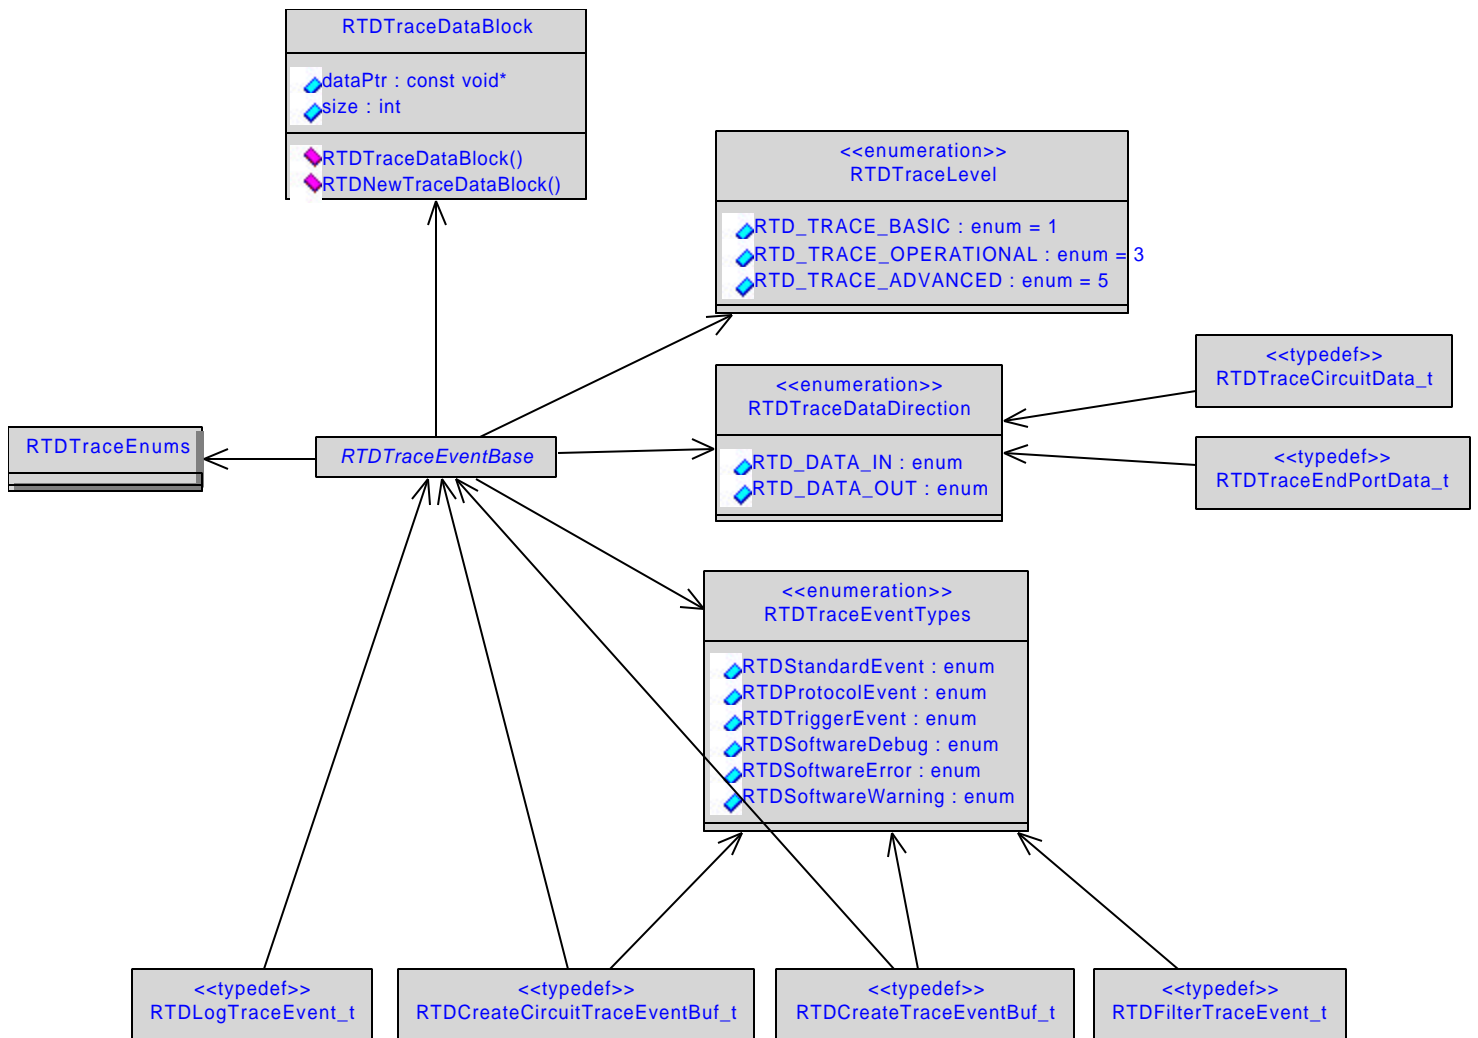 RTDTraceDataBlock
dataPtr : const void*
size : int
RTDTraceDataBlock()
RTDNewTraceDataBlock()
<<enumeration>>
RTDTraceLevel
RTD_TRACE_BASIC : enum = 1
RTD_TRACE_OPERATIONAL : enum = 3
RTD_TRACE_ADVANCED : enum = 5
<<typedef>>
RTDTraceCircuitData_t
<<enumeration>>
RTDTraceDataDirection
RTD_DATA_IN : enum
RTD_DATA_OUT : enum
RTDTraceEnums
RTDTraceEventBase
<<typedef>>
RTDTraceEndPortData_t
<<enumeration>>
RTDTraceEventTypes
RTDStandardEvent : enum
RTDProtocolEvent : enum
RTDTriggerEvent : enum
RTDSoftwareDebug : enum
RTDSoftwareError : enum
RTDSoftwareWarning : enum
<<typedef>>
RTDLogTraceEvent_t
<<typedef>>
RTDCreateCircuitTraceEventBuf_t
<<typedef>>
RTDCreateTraceEventBuf_t
<<typedef>>
RTDFilterTraceEvent_t